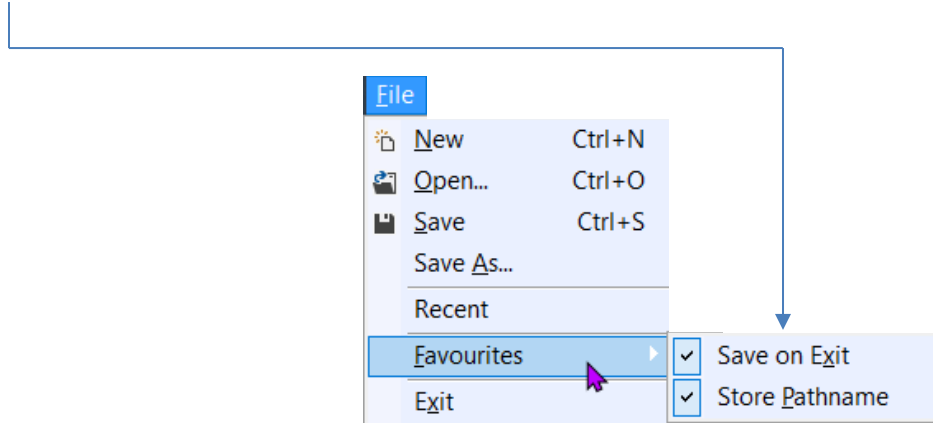 File
New Ctrl+N
Open... Ctrl+O
Save Ctrl+S
Save As...
Recent
Favourites
Save on Exit
Store Pathname
Exit